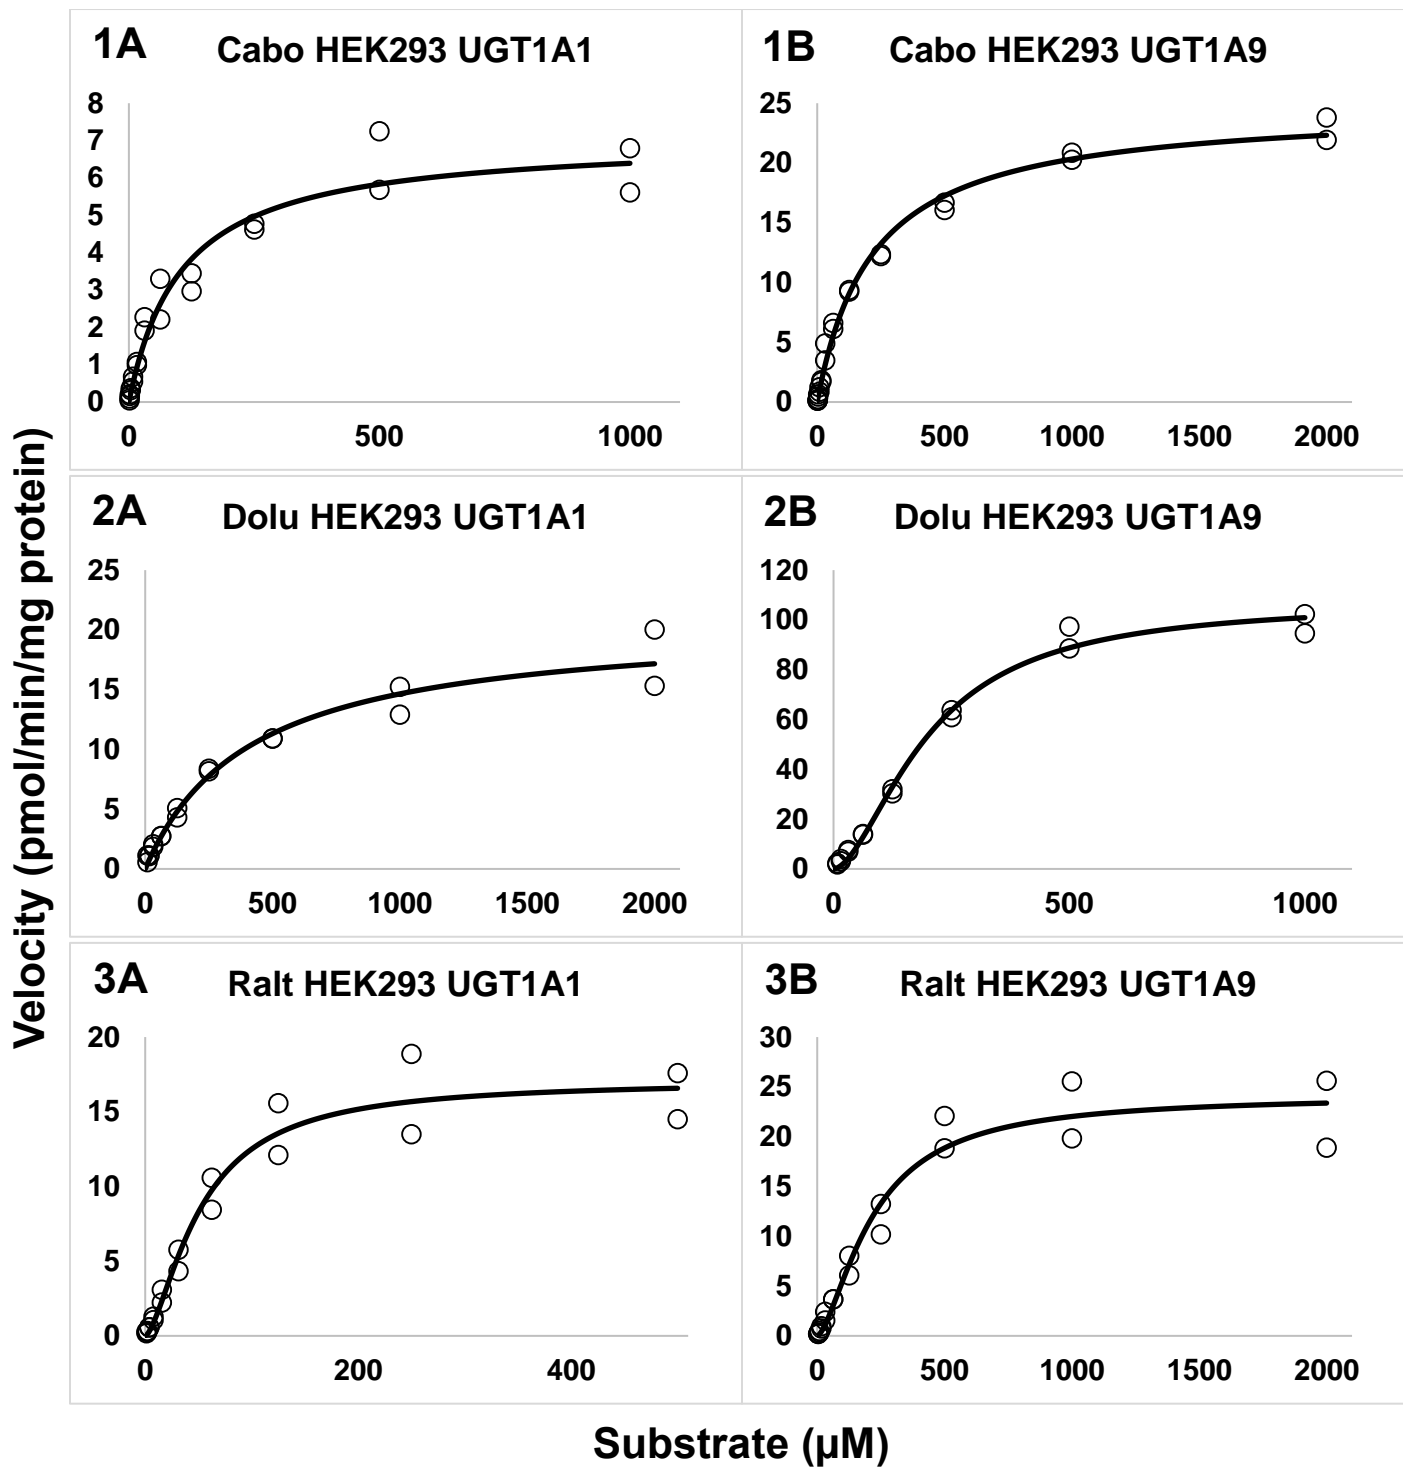 Velocity (pmol/min/mg protein)
1A Cabo HEK293 UGT1A1
8
7
6
5
4
3
2
1
0
0 500 1000
1B Cabo HEK293 UGT1A9
25
20
15
10
5
0
0 500 1000 1500 2000
2A Dolu HEK293 UGT1A1
25
20
15
10
5
0
0 500 1000 1500 2000
2B Dolu HEK293 UGT1A9
120
100
80
60
40
20
0
0 500 1000
3A Ralt HEK293 UGT1A1
20
15
10
5
0
0 200 400
3B Ralt HEK293 UGT1A9
30
25
20
15
10
5
0
0 500 1000 1500 2000
Substrate (µM)